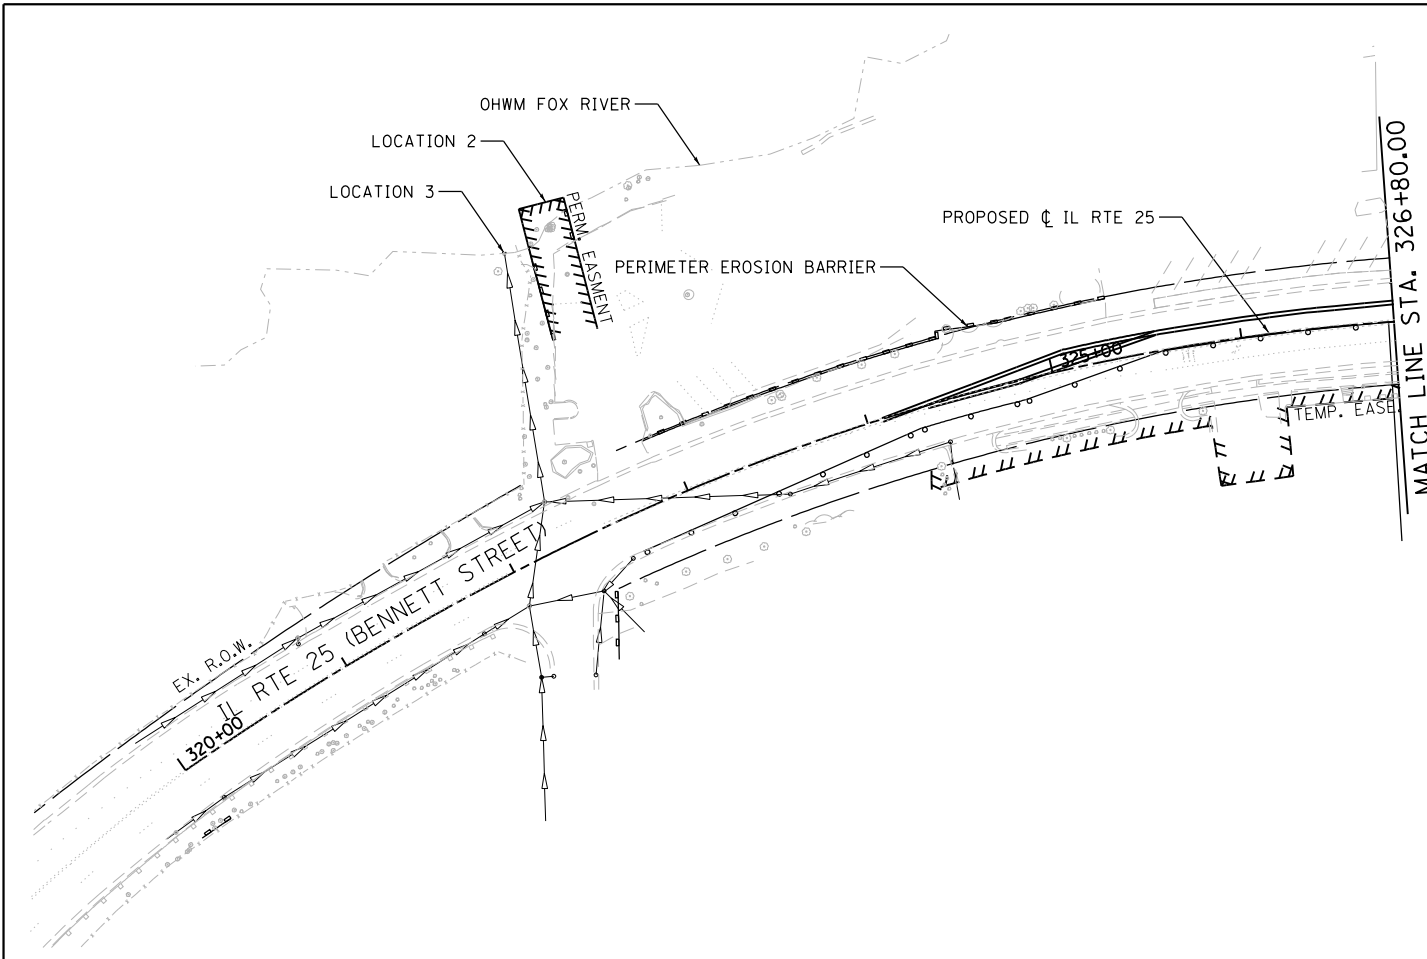 OHWM FOX RIVER
LOCATION 2
LOCATION 3
PERM. EASMENT
PROPOSED ℄ IL RTE 25
PERIMETER EROSION BARRIER
MATCH LINE STA. 326+80.00
325+00
TEMP. EASE.
EX. R.O.W.
IL RTE 25 (BENNETT STREET)
320+00